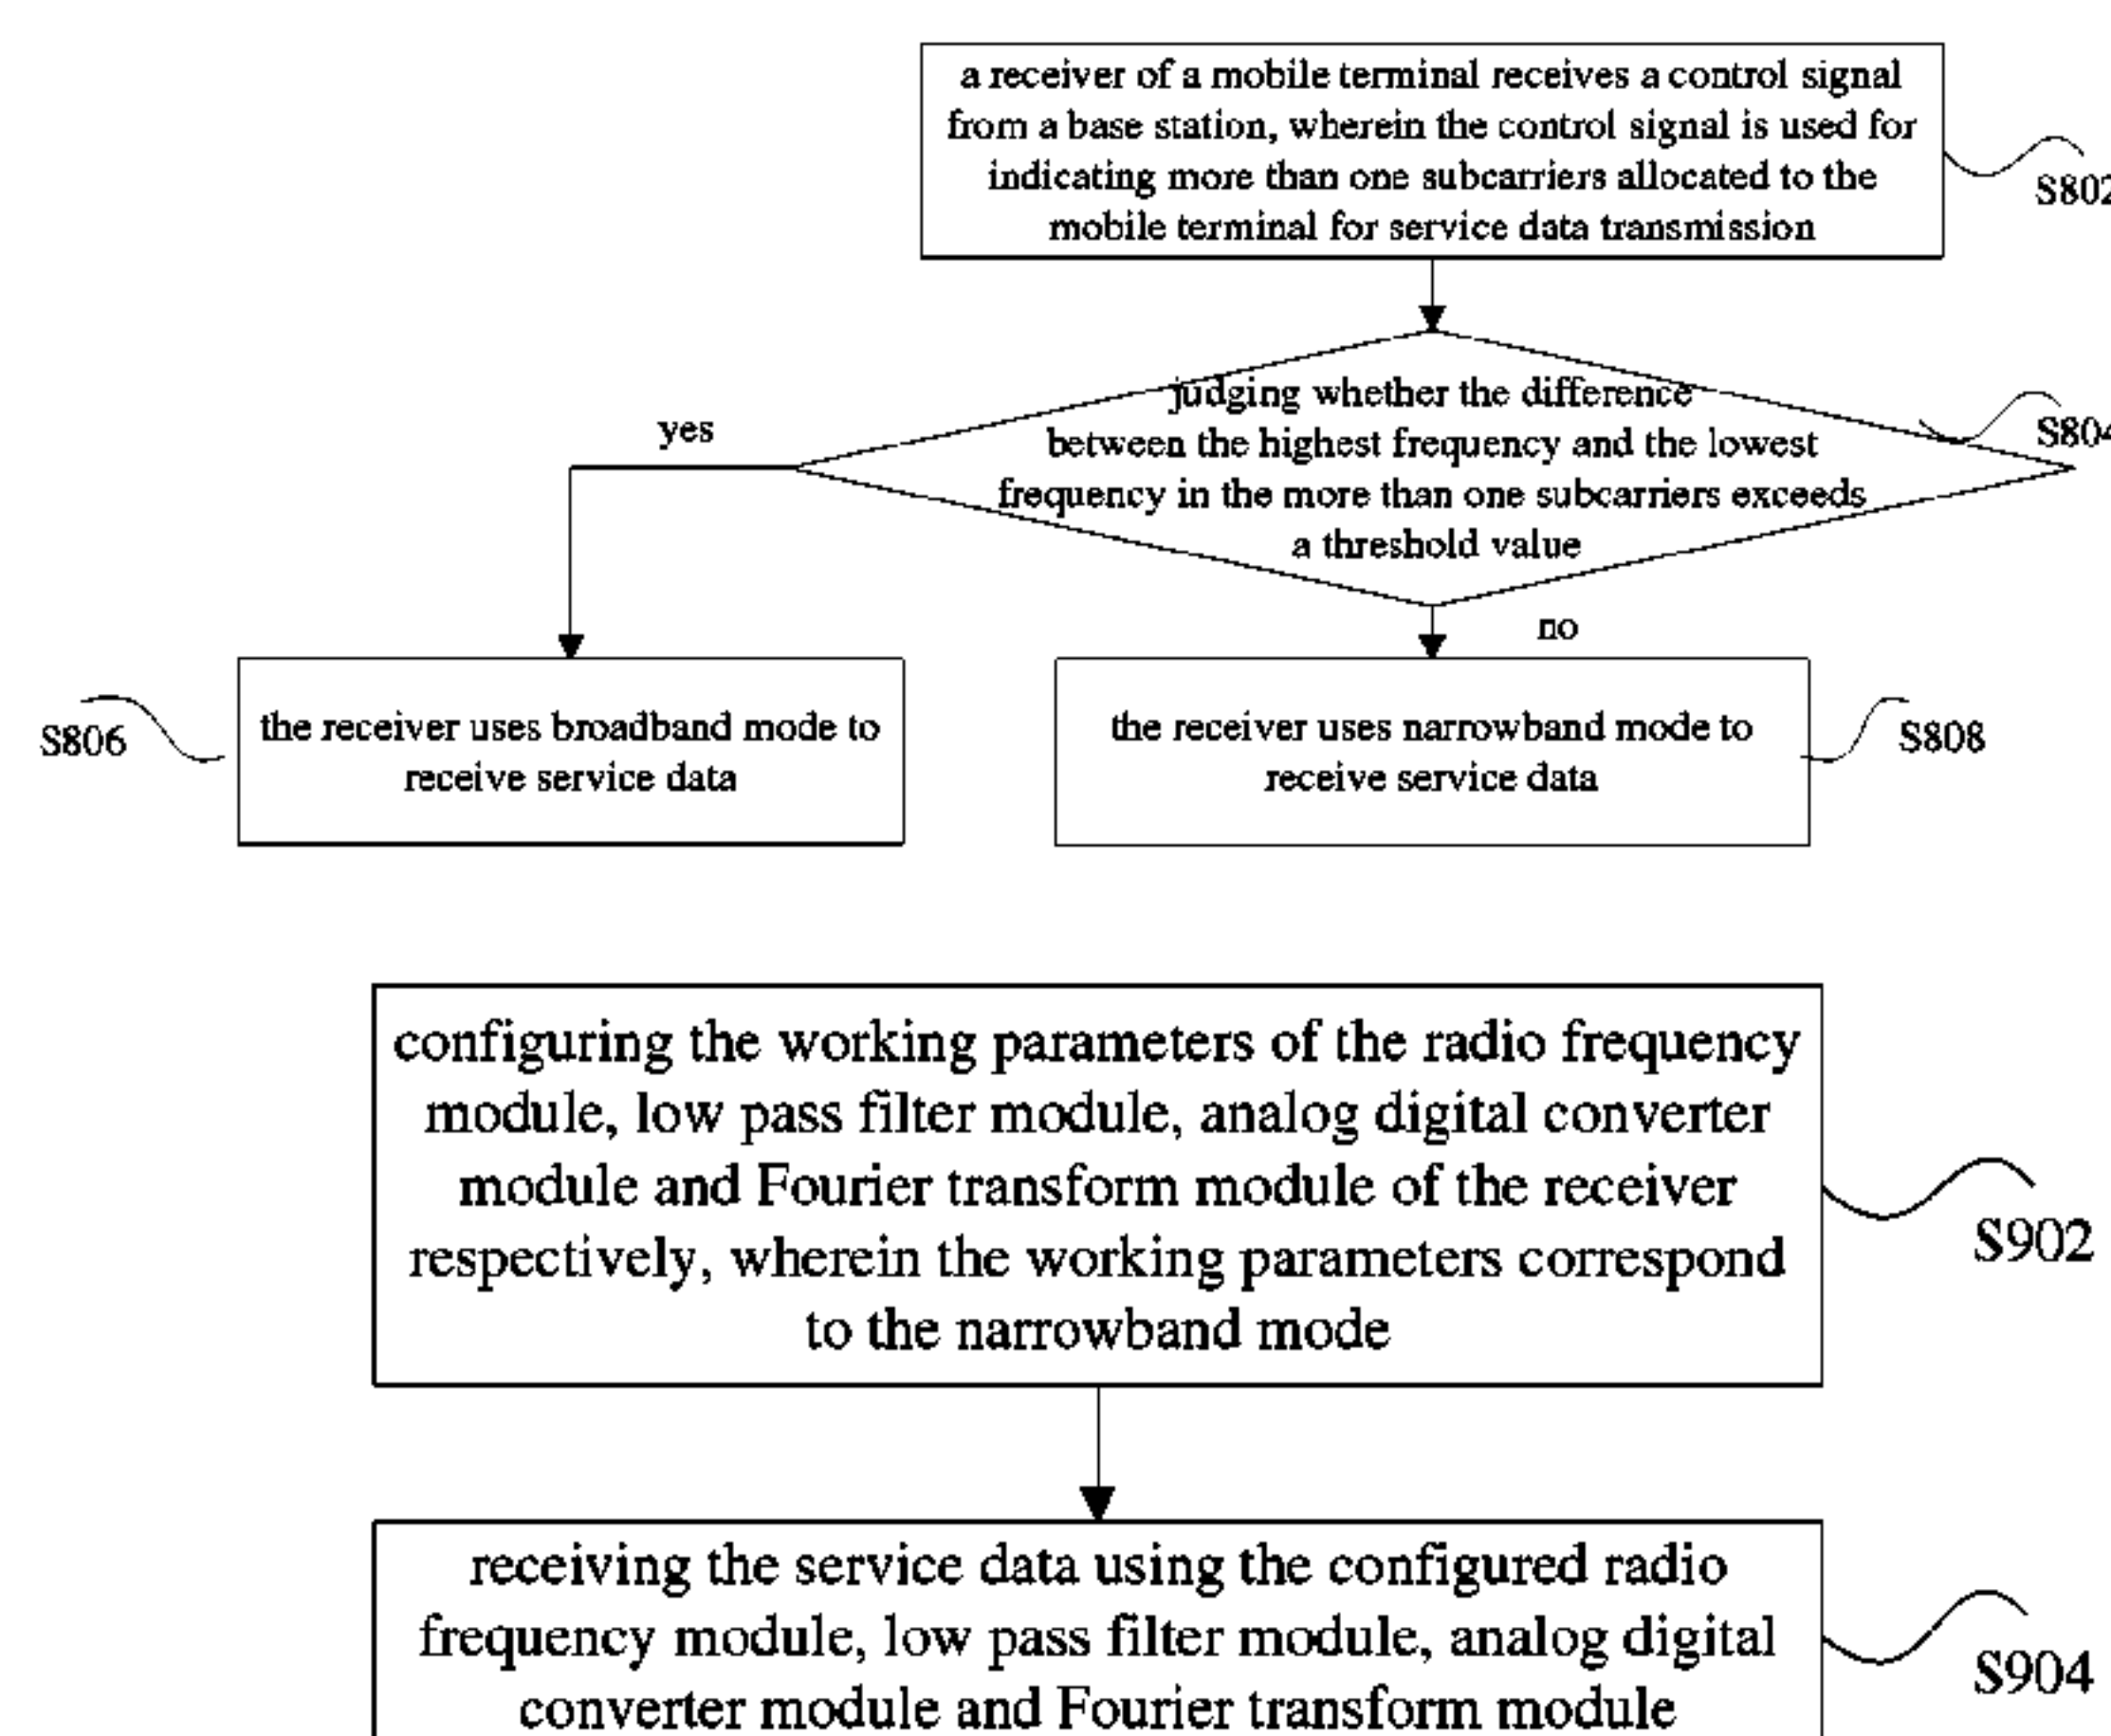 a receiver of a mobile terminal receives a control signal
from a base station, wherein the control signal is used for
indicating more than one subcarriers allocated to the
mobile terminal for service data transmission
S802
judging whether the difference
between the highest frequency and the lowest
frequency in the more than one subcarriers exceeds
a threshold value
S804
yes
no
S806
the receiver uses broadband mode to
receive service data
the receiver uses narrowband mode to
receive service data
S808
configuring the working parameters of the radio frequency
module, low pass filter module, analog digital converter
module and Fourier transform module of the receiver
respectively, wherein the working parameters correspond
to the narrowband mode
S902
receiving the service data using the configured radio
frequency module, low pass filter module, analog digital
converter module and Fourier transform module
S904